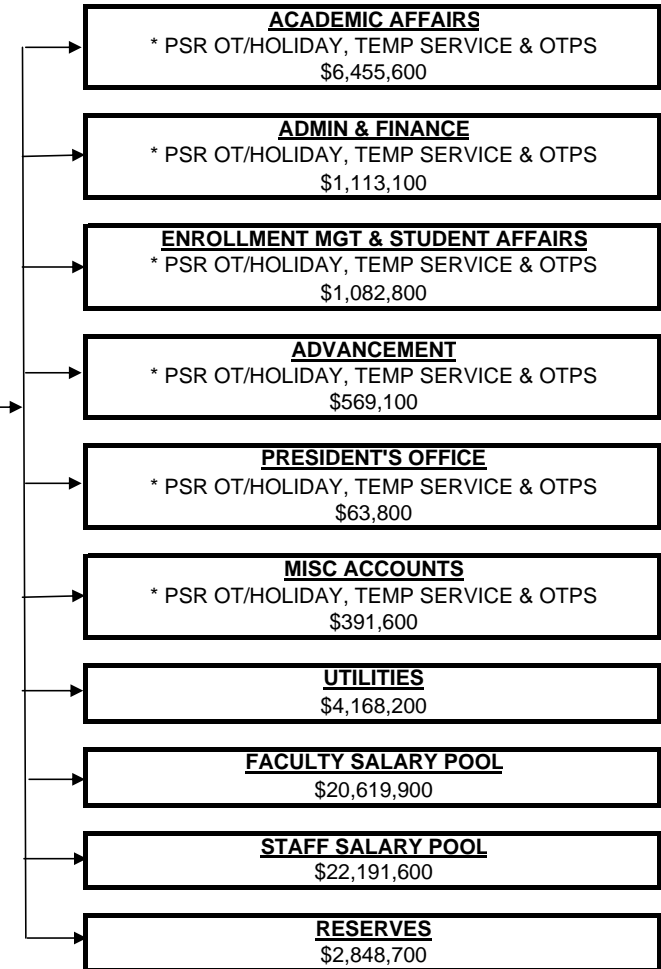 ACADEMIC AFFAIRS
* PSR OT/HOLIDAY, TEMP SERVICE & OTPS
$6,455,600
ADMIN & FINANCE
* PSR OT/HOLIDAY, TEMP SERVICE & OTPS
$1,113,100
ENROLLMENT MGT & STUDENT AFFAIRS
* PSR OT/HOLIDAY, TEMP SERVICE & OTPS
$1,082,800
ADVANCEMENT
* PSR OT/HOLIDAY, TEMP SERVICE & OTPS
$569,100
PRESIDENT'S OFFICE
* PSR OT/HOLIDAY, TEMP SERVICE & OTPS
$63,800
MISC ACCOUNTS
* PSR OT/HOLIDAY, TEMP SERVICE & OTPS
$391,600
UTILITIES
$4,168,200
FACULTY SALARY POOL
$20,619,900
STAFF SALARY POOL
$22,191,600
RESERVES
$2,848,700